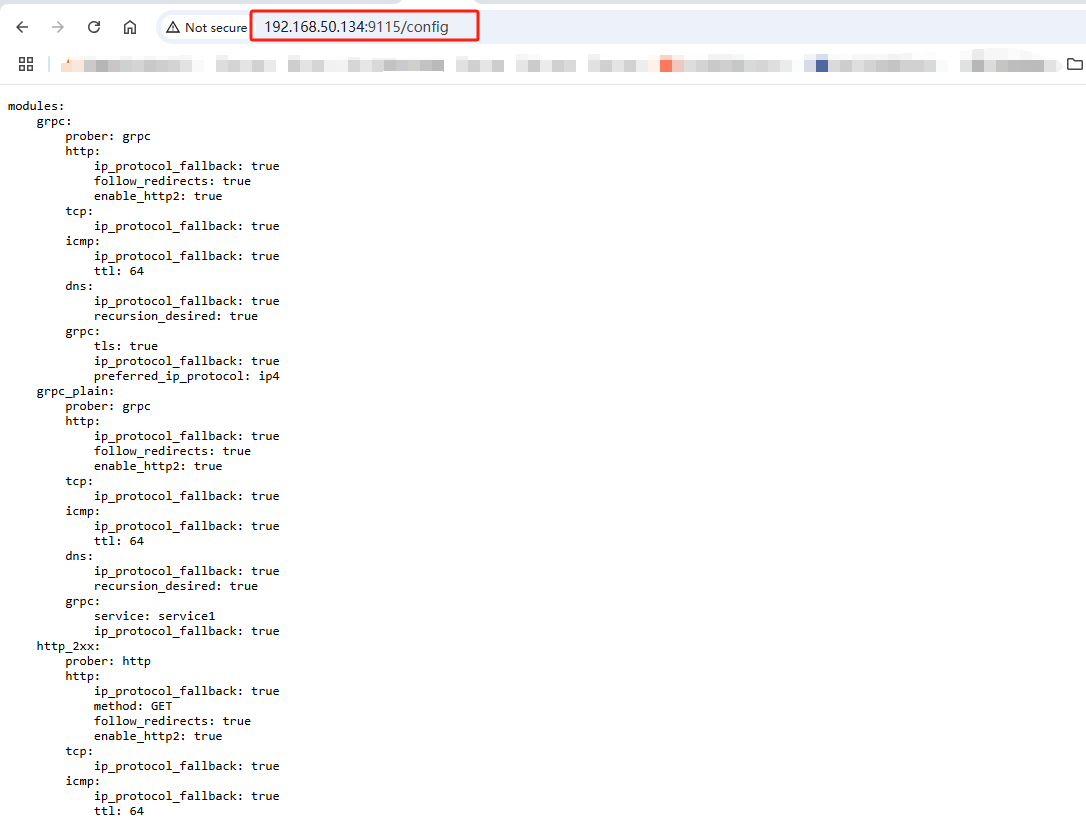 Not secure 192.168.50.134:9115/config
modules:
    grpc:
        prober: grpc
        http:
            ip_protocol_fallback: true
            follow_redirects: true
            enable_http2: true
        tcp:
            ip_protocol_fallback: true
        icmp:
            ip_protocol_fallback: true
            ttl: 64
        dns:
            ip_protocol_fallback: true
            recursion_desired: true
        grpc:
            tls: true
            ip_protocol_fallback: true
            preferred_ip_protocol: ip4
    grpc_plain:
        prober: grpc
        http:
            ip_protocol_fallback: true
            follow_redirects: true
            enable_http2: true
        tcp:
            ip_protocol_fallback: true
        icmp:
            ip_protocol_fallback: true
            ttl: 64
        dns:
            ip_protocol_fallback: true
            recursion_desired: true
        grpc:
            service: service1
            ip_protocol_fallback: true
    http_2xx:
        prober: http
        http:
            ip_protocol_fallback: true
            method: GET
            follow_redirects: true
            enable_http2: true
        tcp:
            ip_protocol_fallback: true
        icmp:
            ip_protocol_fallback: true
            ttl: 64